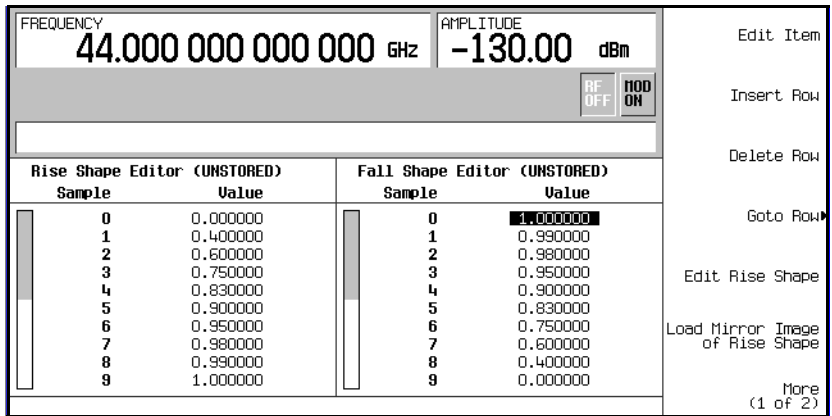 FREQUENCY
44.000 000 000 000 GHz
AMPLITUDE
-130.00 dBm
RF OFF
MOD ON
Rise Shape Editor (UNSTORED)
Sample Value
0 0.000000
1 0.400000
2 0.600000
3 0.750000
4 0.830000
5 0.900000
6 0.950000
7 0.980000
8 0.990000
9 1.000000
Fall Shape Editor (UNSTORED)
Sample Value
0 1.000000
1 0.990000
2 0.980000
3 0.950000
4 0.900000
5 0.830000
6 0.750000
7 0.600000
8 0.400000
9 0.000000
Edit Item
Insert Row
Delete Row
Goto Row
Edit Rise Shape
Load Mirror Image
of Rise Shape
More
(1 of 2)